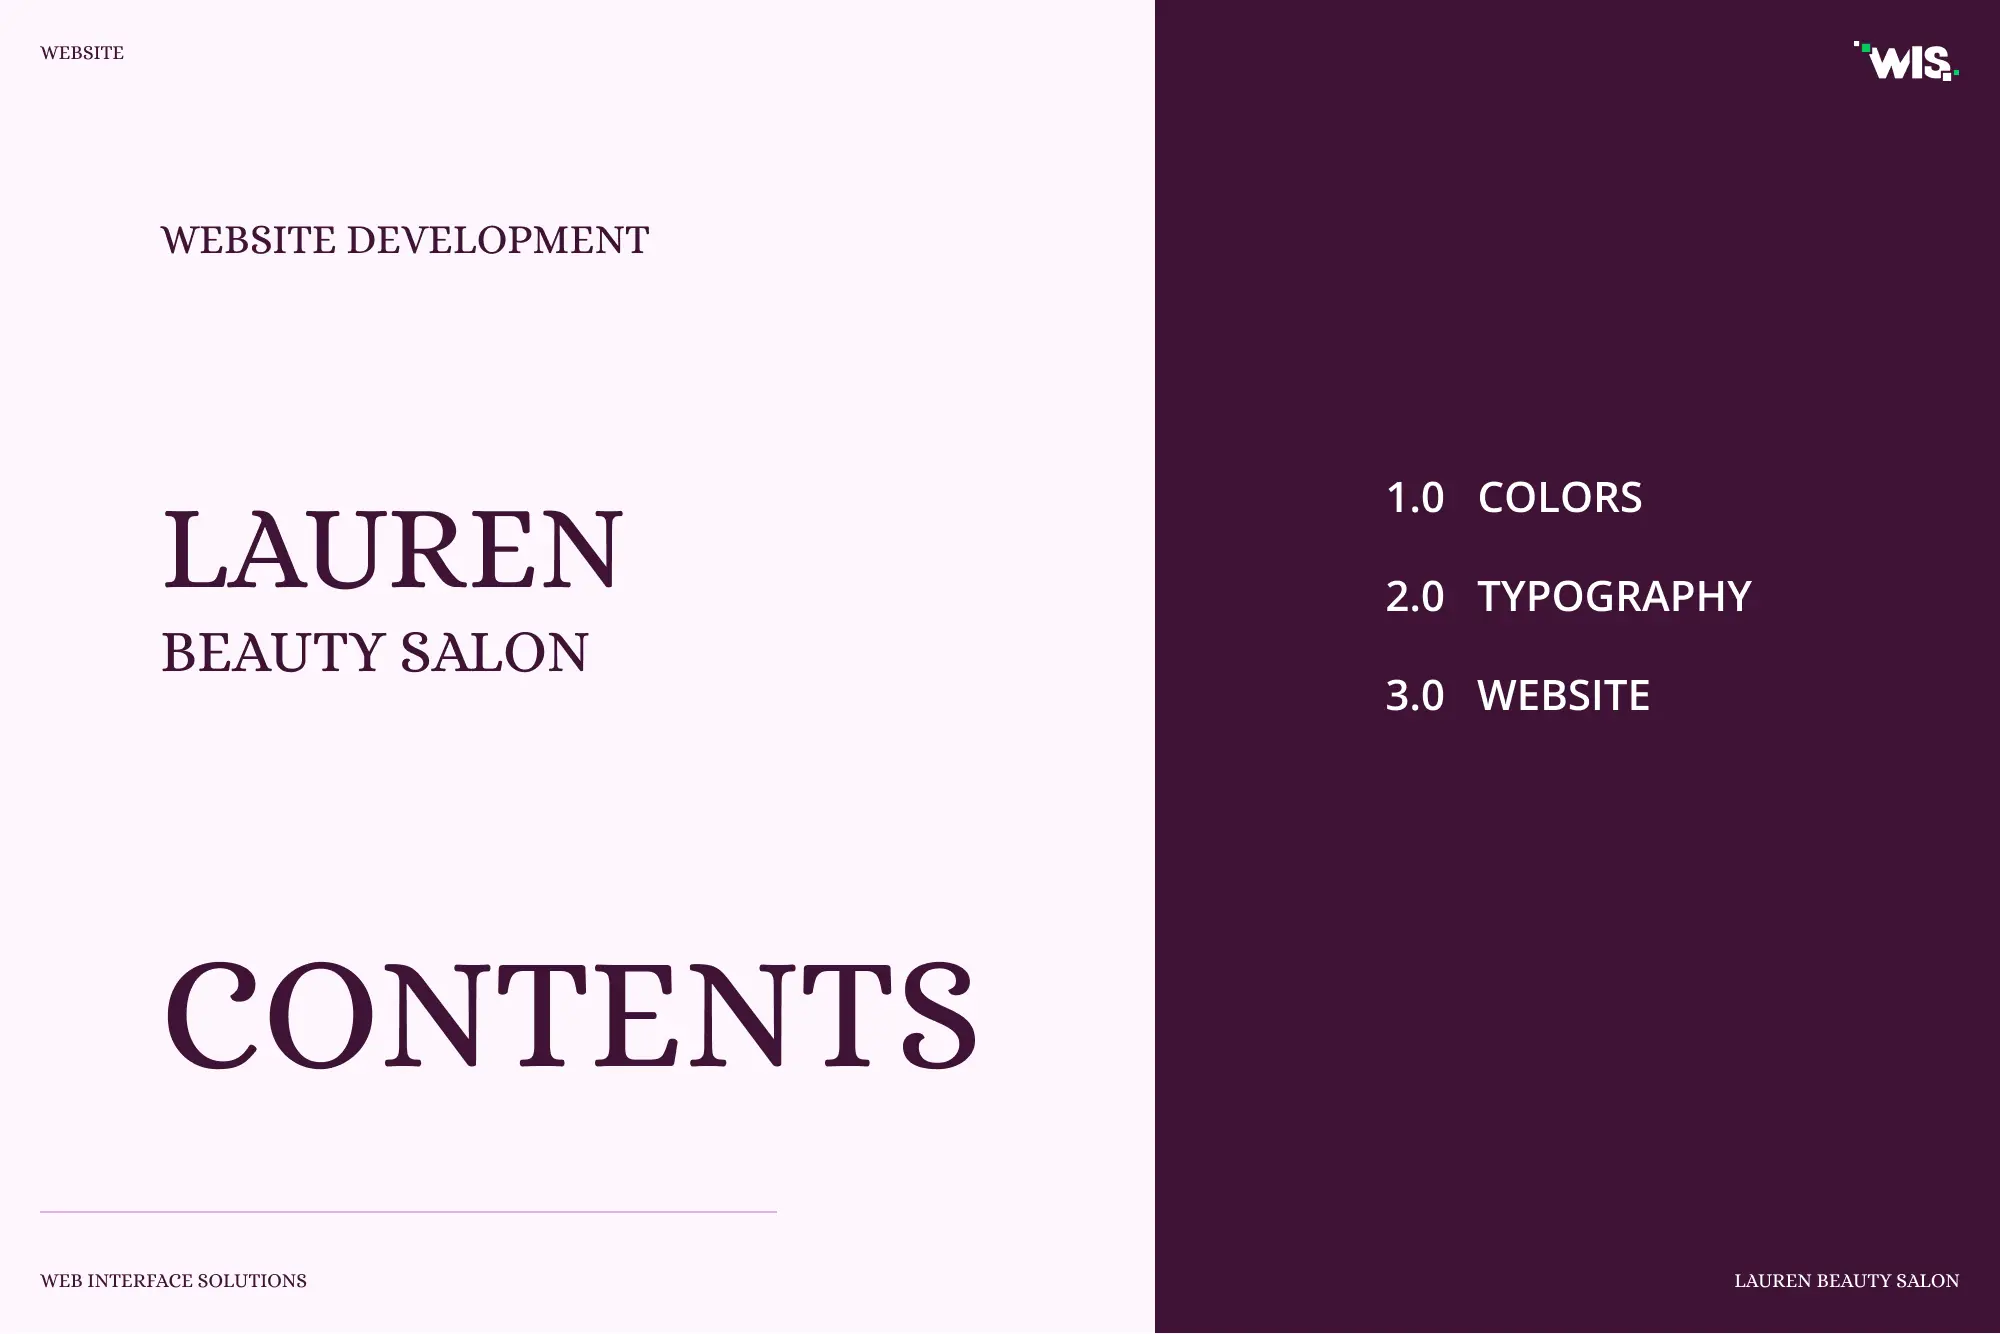 WEBSITE
WIS
WEBSITE DEVELOPMENT
LAUREN
BEAUTY SALON
CONTENTS
1.0 COLORS
2.0 TYPOGRAPHY
3.0 WEBSITE
WEB INTERFACE SOLUTIONS
LAUREN BEAUTY SALON